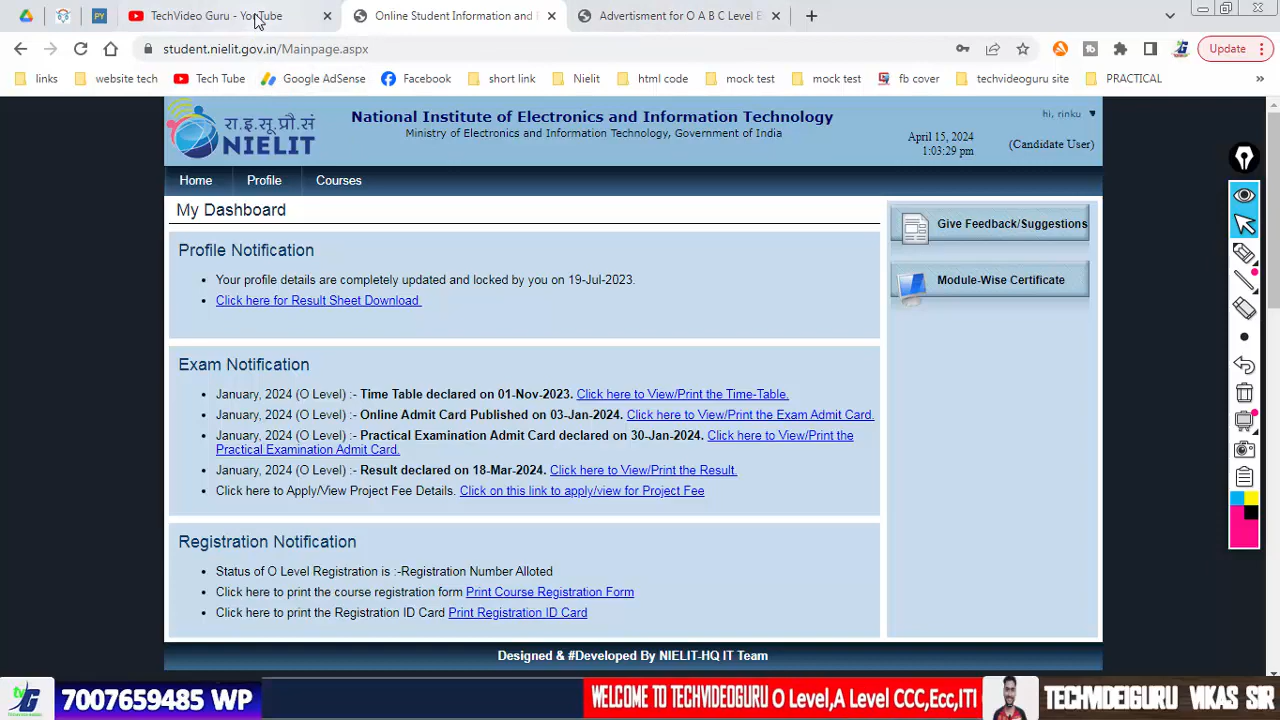 TechVideo Guru - YouTube
Online Student Information and
Advertisment for O A B C Level E
student.nielit.gov.in/Mainpage.aspx
Update
links
website tech
Tech Tube
Google AdSense
Facebook
short link
Nielit
html code
mock test
mock test
fb cover
techvideoguru site
PRACTICAL
»
रा.इ.सू.प्रौ.सं
NIELIT
National Institute of Electronics and Information Technology
Ministry of Electronics and Information Technology, Government of India
hi, rinku
April 15, 2024
1:03:29 pm
(Candidate User)
Home
Profile
Courses
My Dashboard
Profile Notification
• Your profile details are completely updated and locked by you on 19-Jul-2023.
• Click here for Result Sheet Download.
Exam Notification
• January, 2024 (O Level) :- Time Table declared on 01-Nov-2023. Click here to View/Print the Time-Table.
• January, 2024 (O Level) :- Online Admit Card Published on 03-Jan-2024. Click here to View/Print the Exam Admit Card.
• January, 2024 (O Level) :- Practical Examination Admit Card declared on 30-Jan-2024. Click here to View/Print the
Practical Examination Admit Card.
• January, 2024 (O Level) :- Result declared on 18-Mar-2024. Click here to View/Print the Result.
• Click here to Apply/View Project Fee Details. Click on this link to apply/view for Project Fee
Registration Notification
• Status of O Level Registration is :-Registration Number Alloted
• Click here to print the course registration form Print Course Registration Form
• Click here to print the Registration ID Card Print Registration ID Card
Give Feedback/Suggestions
Module-Wise Certificate
Designed & #Developed By NIELIT-HQ IT Team
7007659485 WP
WELCOME TO TECHVIDEOGURU O Level,A Level CCC,Ecc,ITI
TECHVIDEIGURU VIKAS SIR